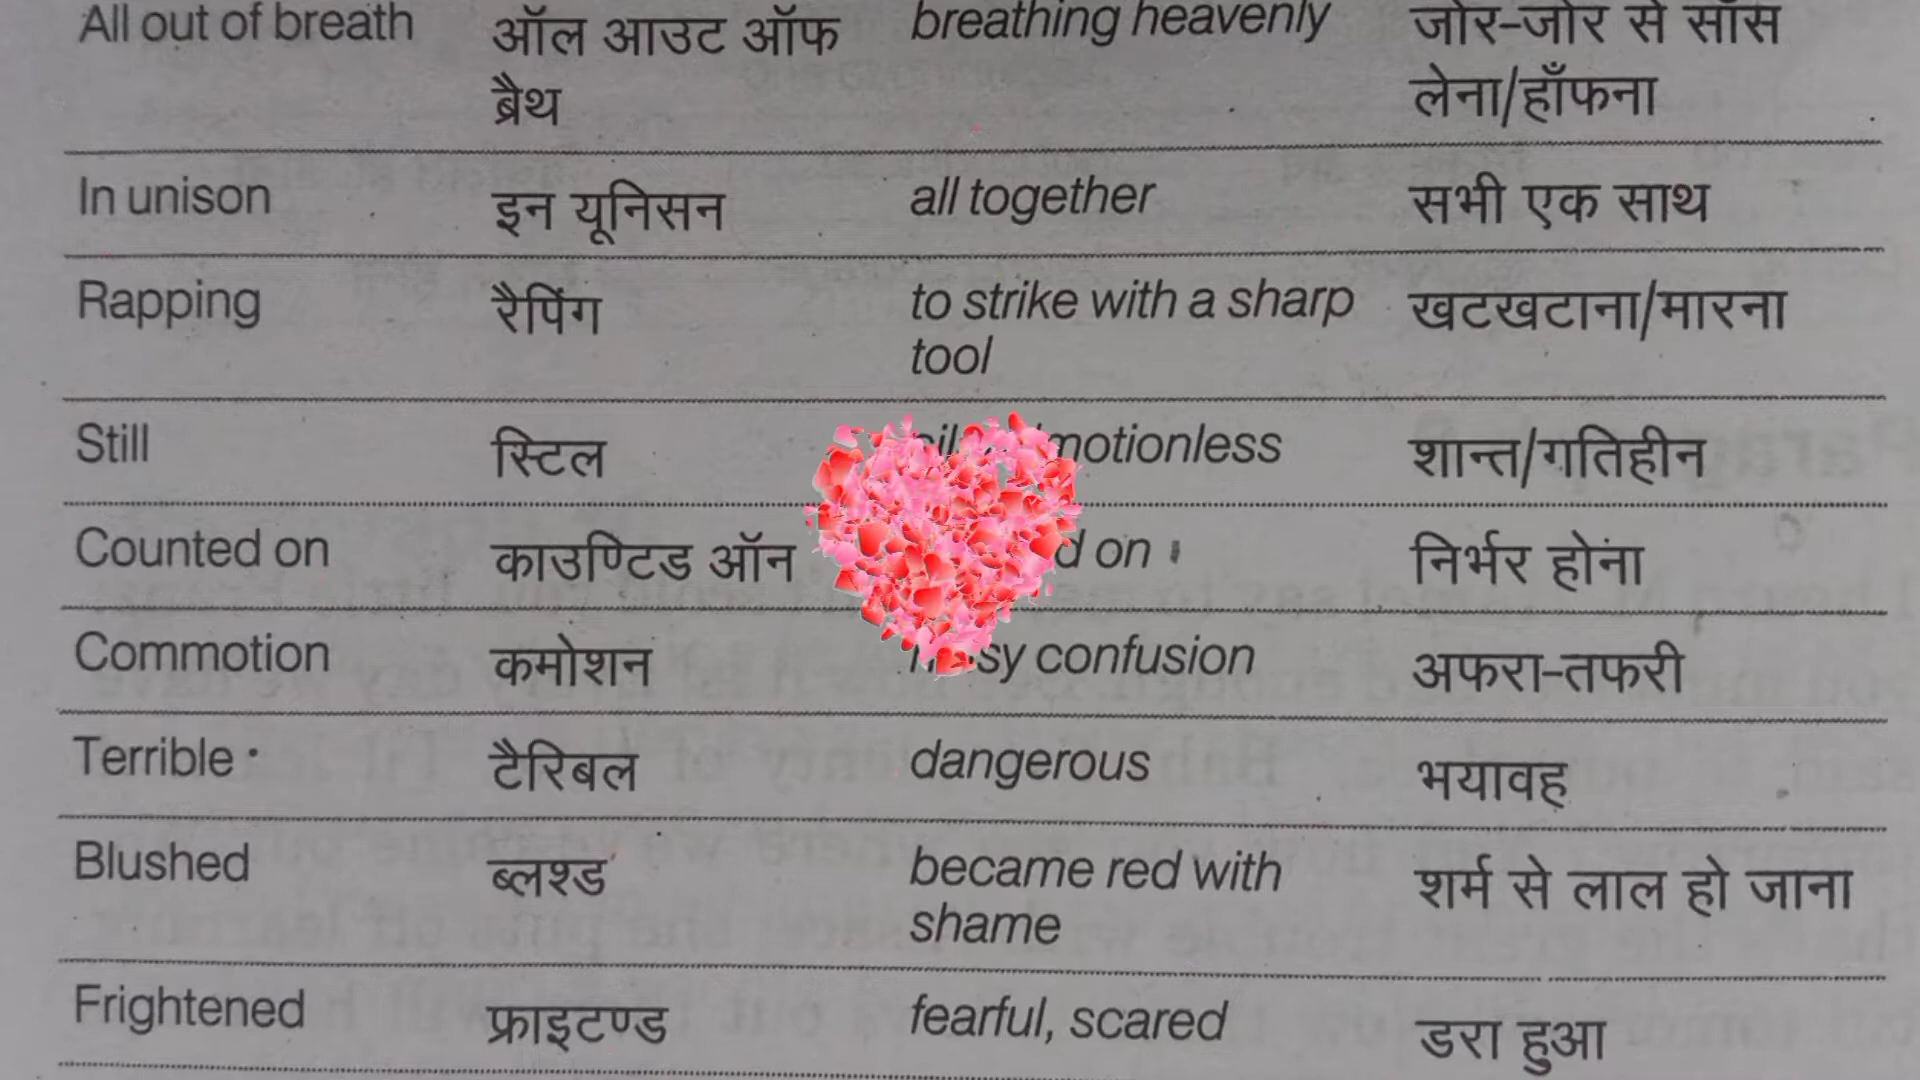 All out of breath ऑल आउट ऑफ breathing heavenly जोर-जोर से साँस
ब्रैथ लेना/हाँफना
In unison इन यूनिसन all together सभी एक साथ
Rapping रैपिंग to strike with a sharp खटखटाना/मारना
tool
Still स्टिल motionless शान्त/गतिहीन
Counted on काउण्टिड ऑन on निर्भर होना
Commotion कमोशन confusion अफरा-तफरी
Terrible टैरिबल dangerous भयावह
Blushed ब्लश्ड became red with शर्म से लाल हो जाना
shame
Frightened फ्राइटण्ड fearful, scared डरा हुआ